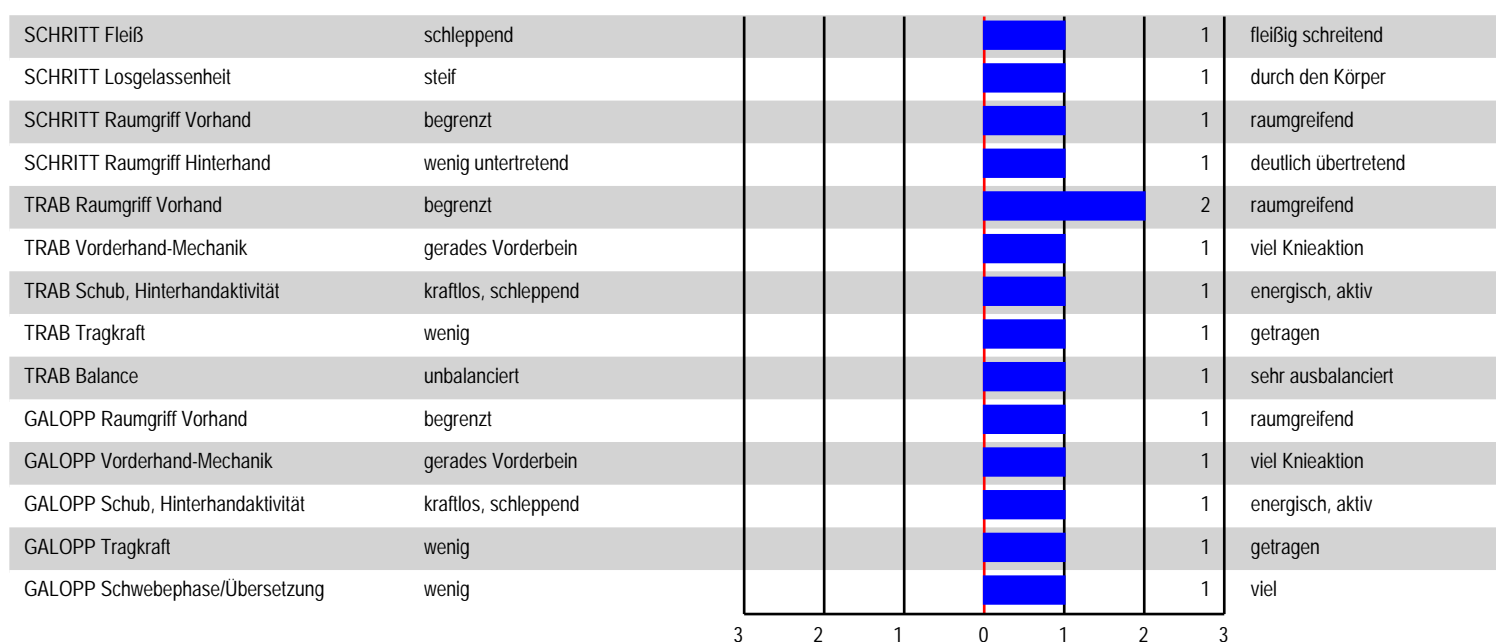 SCHRITT Fleiß schleppend 1 fleißig schreitend
SCHRITT Losgelassenheit steif 1 durch den Körper
SCHRITT Raumgriff Vorhand begrenzt 1 raumgreifend
SCHRITT Raumgriff Hinterhand wenig untertretend 1 deutlich übertretend
TRAB Raumgriff Vorhand begrenzt 2 raumgreifend
TRAB Vorderhand-Mechanik gerades Vorderbein 1 viel Knieaktion
TRAB Schub, Hinterhandaktivität kraftlos, schleppend 1 energisch, aktiv
TRAB Tragkraft wenig 1 getragen
TRAB Balance unbalanciert 1 sehr ausbalanciert
GALOPP Raumgriff Vorhand begrenzt 1 raumgreifend
GALOPP Vorderhand-Mechanik gerades Vorderbein 1 viel Knieaktion
GALOPP Schub, Hinterhandaktivität kraftlos, schleppend 1 energisch, aktiv
GALOPP Tragkraft wenig 1 getragen
GALOPP Schwebephase/Übersetzung wenig 1 viel
3 2 1 0 1 2 3